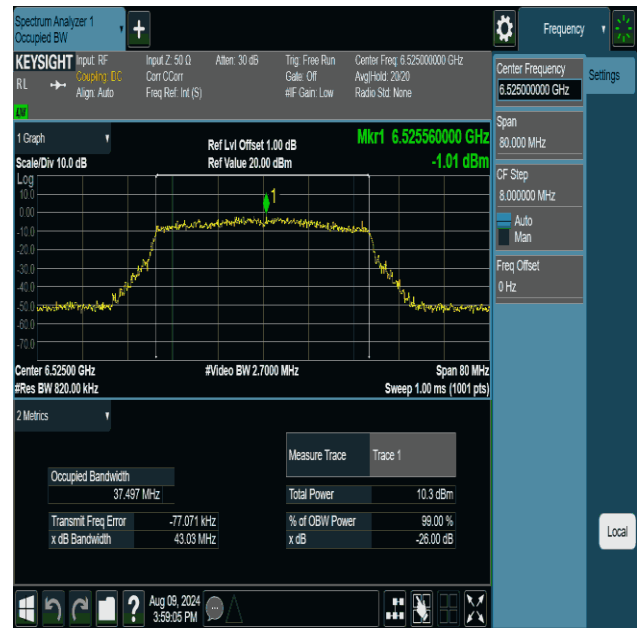 Spectrum Analyzer 1
Occupied BW
+
Frequency
KEYSIGHT
RL
Input: RF
Coupling: DC
Align: Auto
Input Z: 50 Ω
Corr CCorr
Freq Ref: Int (S)
Atten: 30 dB
Trig: Free Run
Gate: Off
#IF Gain: Low
Center Freq: 6.525000000 GHz
Avg|Hold: 20/20
Radio Std: None
LW
Center Frequency
6.525000000 GHz
Settings
Span
80.000 MHz
CF Step
8.000000 MHz
Auto
Man
Freq Offset
0 Hz
Local
1 Graph
Scale/Div 10.0 dB
Ref Lvl Offset 1.00 dB
Ref Value 20.00 dBm
Mkr1 6.525560000 GHz
-1.01 dBm
Log
10.0
0.00
-10.0
-20.0
-30.0
-40.0
-50.0
-60.0
-70.0
1
Center 6.52500 GHz
#Res BW 820.00 kHz
#Video BW 2.7000 MHz
Span 80 MHz
Sweep 1.00 ms (1001 pts)
2 Metrics
Measure Trace Trace 1
Occupied Bandwidth
37.497 MHz
Total Power 10.3 dBm
Transmit Freq Error -77.071 kHz
% of OBW Power 99.00 %
x dB Bandwidth 43.03 MHz
x dB -26.00 dB
?
Aug 09, 2024
3:59:05 PM